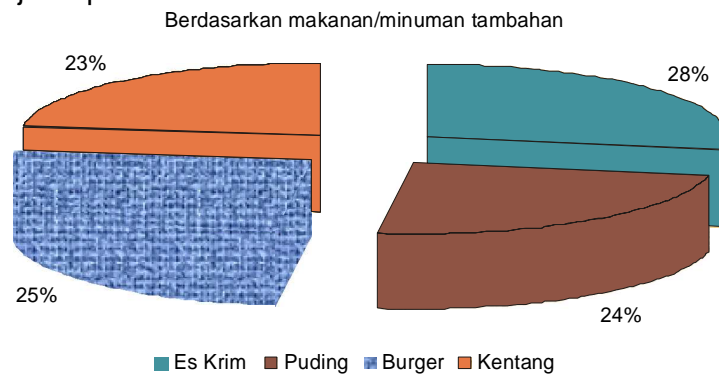 Berdasarkan makanan/minuman tambahan
23%
28%
25%
24%
Es Krim Puding Burger Kentang